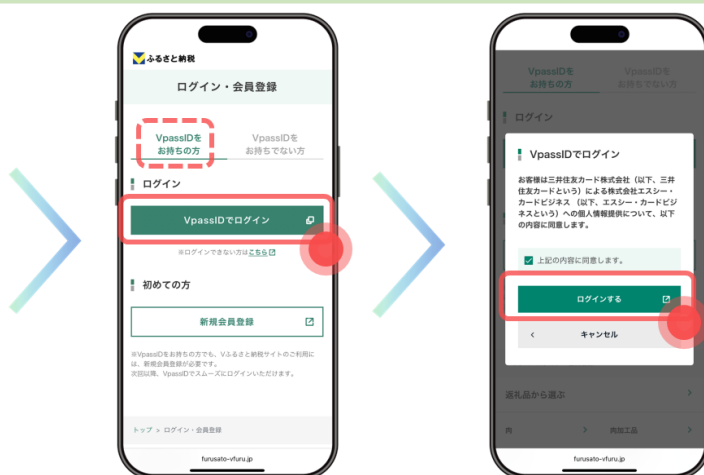 ふるさと納税
ログイン・会員登録
VpassIDを
お持ちの方
VpassIDを
お持ちでない方
ログイン
VpassIDでログイン
※ログインできない方はこちら
初めての方
新規会員登録
※VpassIDをお持ちの方でも、Vふるさと納税サイトのご利用に
は、新規会員登録が必要です。
次回以降、VpassIDでスムーズにログインいただけます。
トップ > ログイン・会員登録
furusato-vfuru.jp
VpassIDを
お持ちの方
VpassIDを
お持ちでない方
ログイン
VpassIDでログイン
お客様は三井住友カード株式会社（以下、三井
住友カードという）による株式会社エスシー・
カードビジネス （以下、エスシー・カードビジ
ネスという）への個人情報提供について、以下
の内容に同意します。
上記の内容に同意します。
ログインする
< キャンセル
返礼品から選ぶ >
肉 > 肉加工品 >
furusato-vfuru.jp